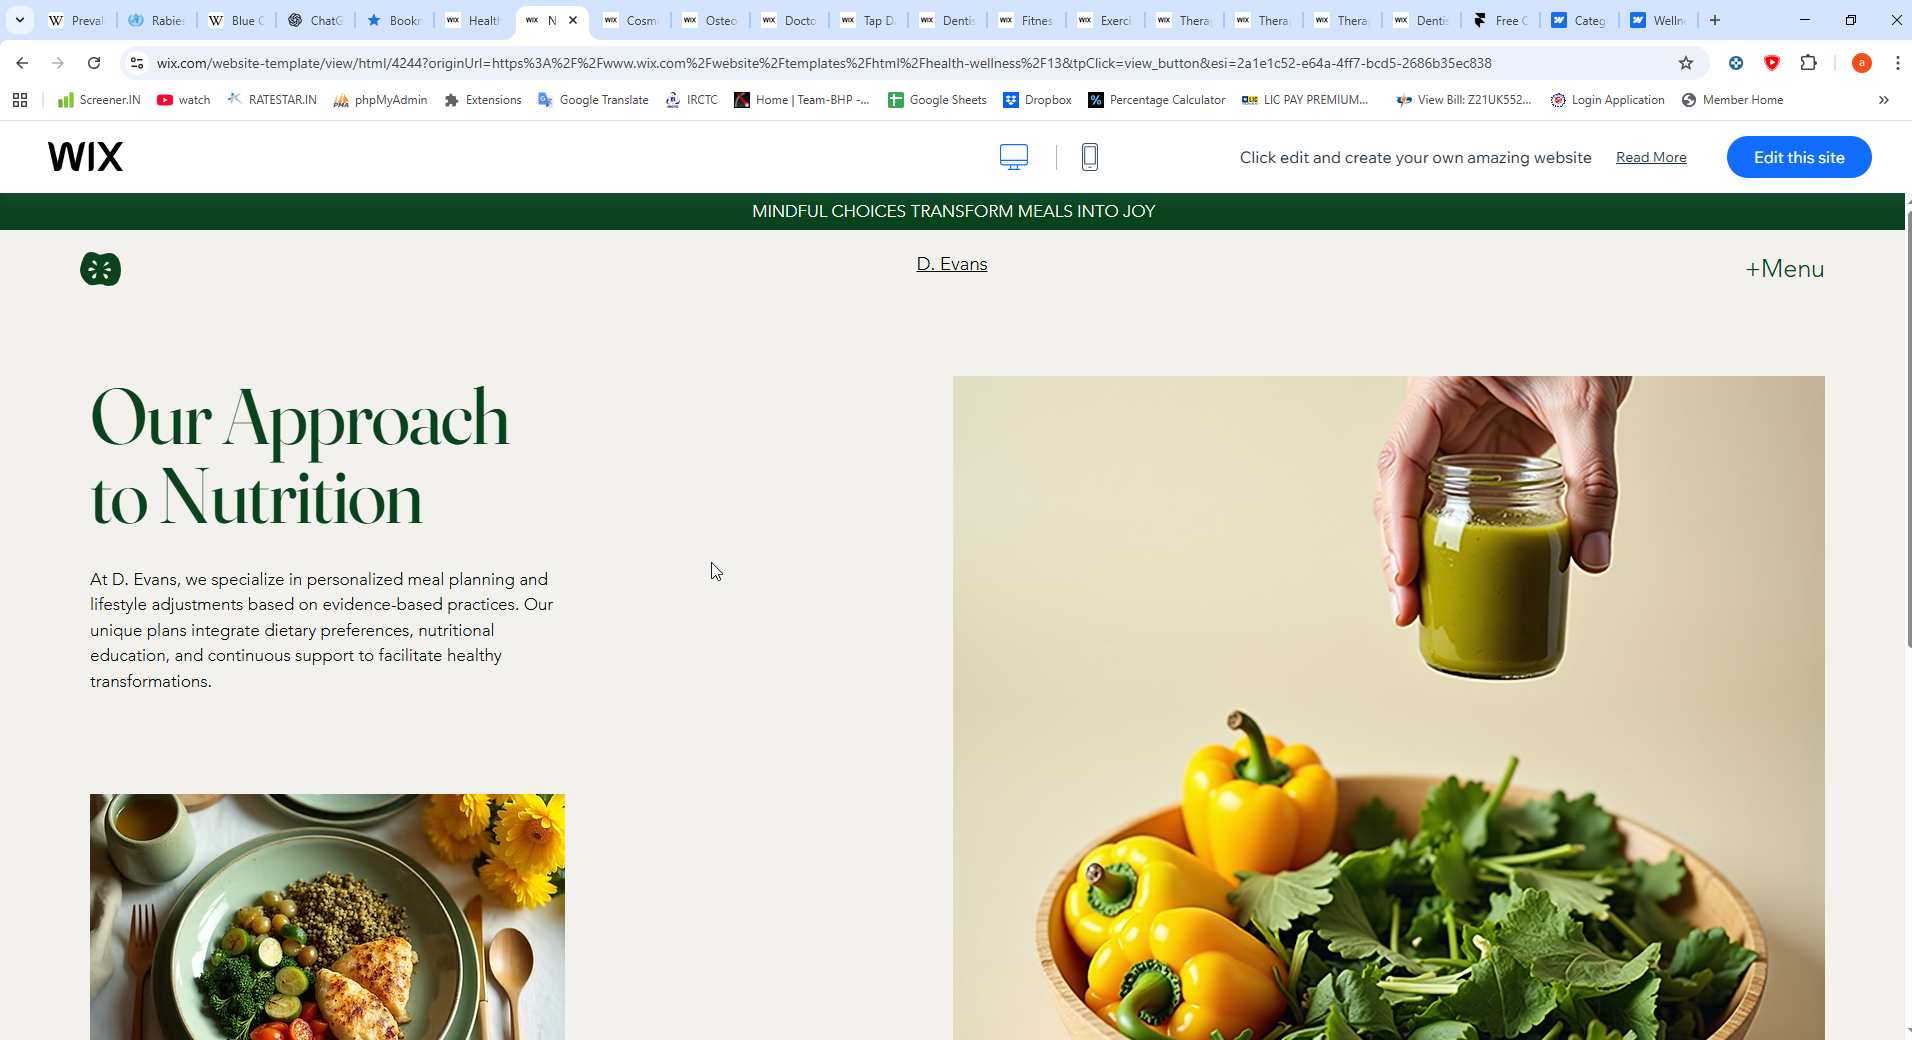 Preval
Rabies
Blue C
ChatG
Bookn
Health
N
Cosm
Osteo
Docto
Tap D
Dentis
Fitnes
Exerci
Thera
Thera
Thera
Dentis
Free C
Categ
Welln
wix.com/website-template/view/html/4244?originUrl=https%3A%2F%2Fwww.wix.com%2Fwebsite%2Ftemplates%2Fhtml%2Fhealth-wellness%2F13&tpClick=view_button&esi=2a1e1c52-e64a-4ff7-bcd5-2686b35ec838
a
Screener.IN
watch
RATESTAR.IN
phpMyAdmin
Extensions
Google Translate
IRCTC
Home | Team-BHP -...
Google Sheets
Dropbox
Percentage Calculator
LIC PAY PREMIUM...
View Bill: Z21UK552...
Login Application
Member Home
WIX
Click edit and create your own amazing website
Read More
Edit this site
MINDFUL CHOICES TRANSFORM MEALS INTO JOY
D. Evans
+Menu
Our Approach
to Nutrition
At D. Evans, we specialize in personalized meal planning and
lifestyle adjustments based on evidence-based practices. Our
unique plans integrate dietary preferences, nutritional
education, and continuous support to facilitate healthy
transformations.